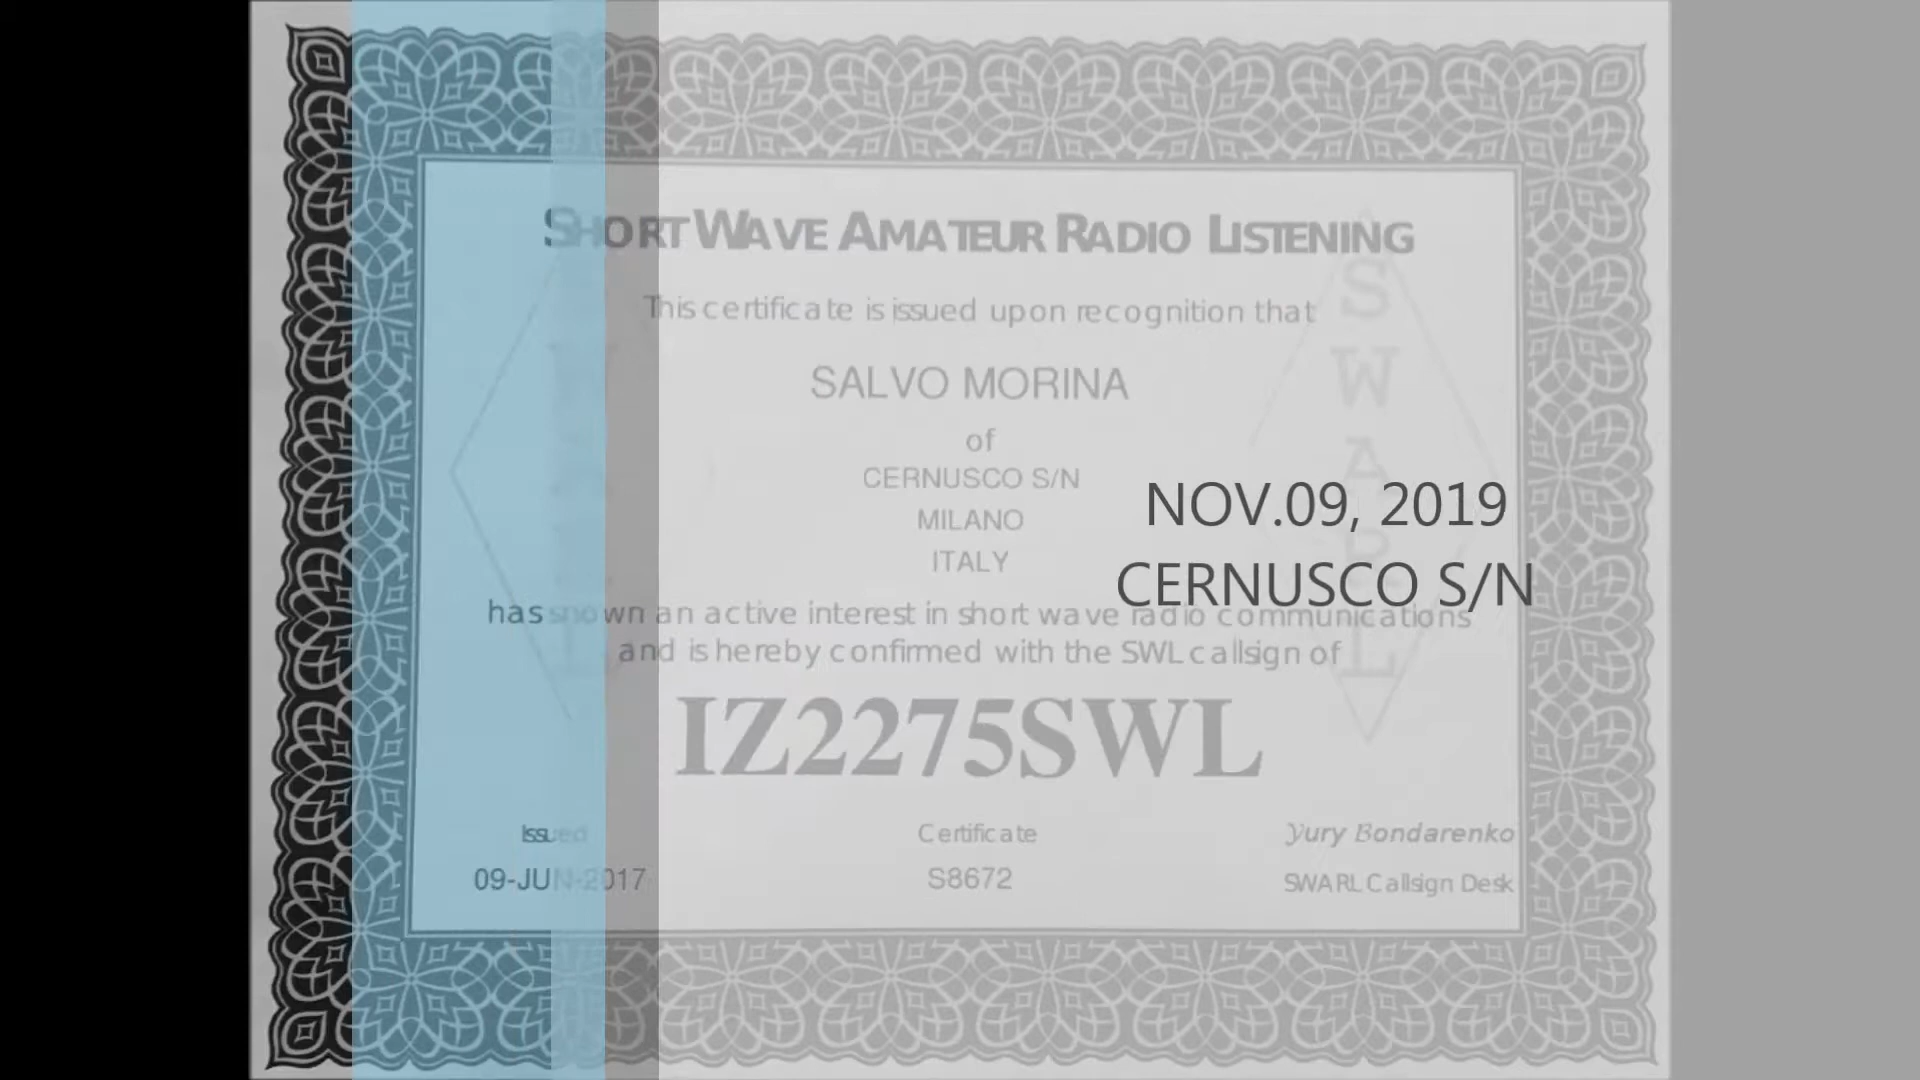 SHORT WAVE AMATEUR RADIO LISTENING
This certificate is issued upon recognition that
SALVO MORINA
of
CERNUSCO S/N
MILANO
ITALY
has shown an active interest in short wave radio communications
and is hereby confirmed with the SWL callsign of
IZ2275SWL
Issued
09-JUN-2017
Certificate
S8672
Yury Bondarenko
SWARL Callsign Desk
SWARL
NOV.09, 2019
CERNUSCO S/N